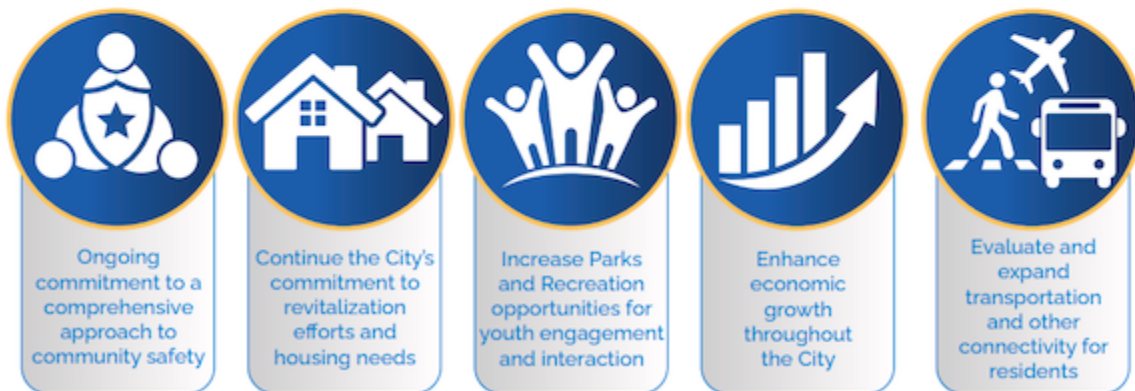 Ongoing
commitment to a
comprehensive
approach to
community safety
Continue the City's
commitment to
revitalization
efforts and
housing needs
Increase Parks
and Recreation
opportunities for
youth engagement
and interaction
Enhance
economic
growth
throughout
the City
Evaluate and
expand
transportation
and other
connectivity for
residents